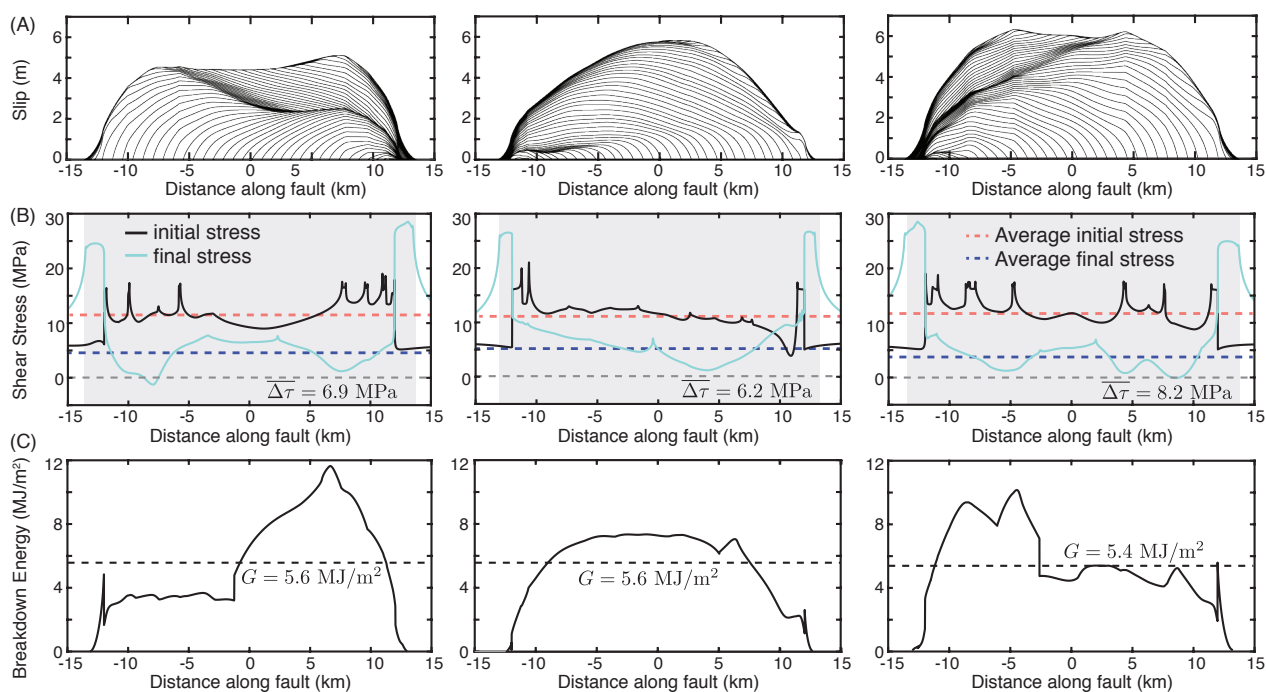 (A)
Slip (m)
6
4
2
0
-15 -10 -5 0 5 10 15
Distance along fault (km)
-15 -10 -5 0 5 10 15
Distance along fault (km)
6
4
2
0
-15 -10 -5 0 5 10 15
Distance along fault (km)
(B)
Shear Stress (MPa)
30
20
10
0
initial stress
final stress
Δτ = 6.9 MPa
-15 -10 -5 0 5 10 15
Distance along fault (km)
30
20
10
0
Δτ = 6.2 MPa
-15 -10 -5 0 5 10 15
Distance along fault (km)
30
20
10
0
Average initial stress
Average final stress
Δτ = 8.2 MPa
-15 -10 -5 0 5 10 15
Distance along fault (km)
(C)
Breakdown Energy (MJ/m²)
12
8
4
0
G = 5.6 MJ/m²
-15 -10 -5 0 5 10 15
Distance along fault (km)
12
8
4
0
G = 5.6 MJ/m²
-15 -10 -5 0 5 10 15
Distance along fault (km)
12
8
4
0
G = 5.4 MJ/m²
-15 -10 -5 0 5 10 15
Distance along fault (km)